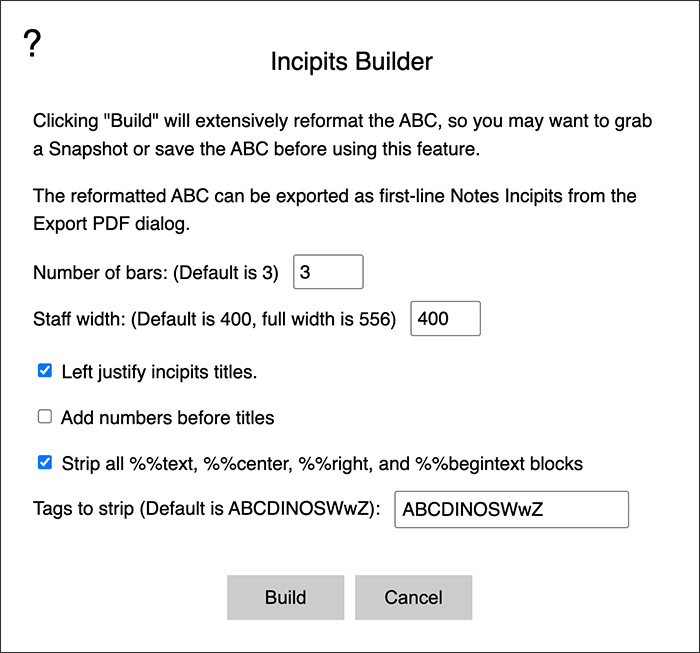 ?
Incipits Builder
Clicking "Build" will extensively reformat the ABC, so you may want to grab
a Snapshot or save the ABC before using this feature.
The reformatted ABC can be exported as first-line Notes Incipits from the
Export PDF dialog.
Number of bars: (Default is 3) 3
Staff width: (Default is 400, full width is 556) 400
Left justify incipits titles.
Add numbers before titles
Strip all %%text, %%center, %%right, and %%begintext blocks
Tags to strip (Default is ABCDINOSWwZ): ABCDINOSWwZ
Build Cancel